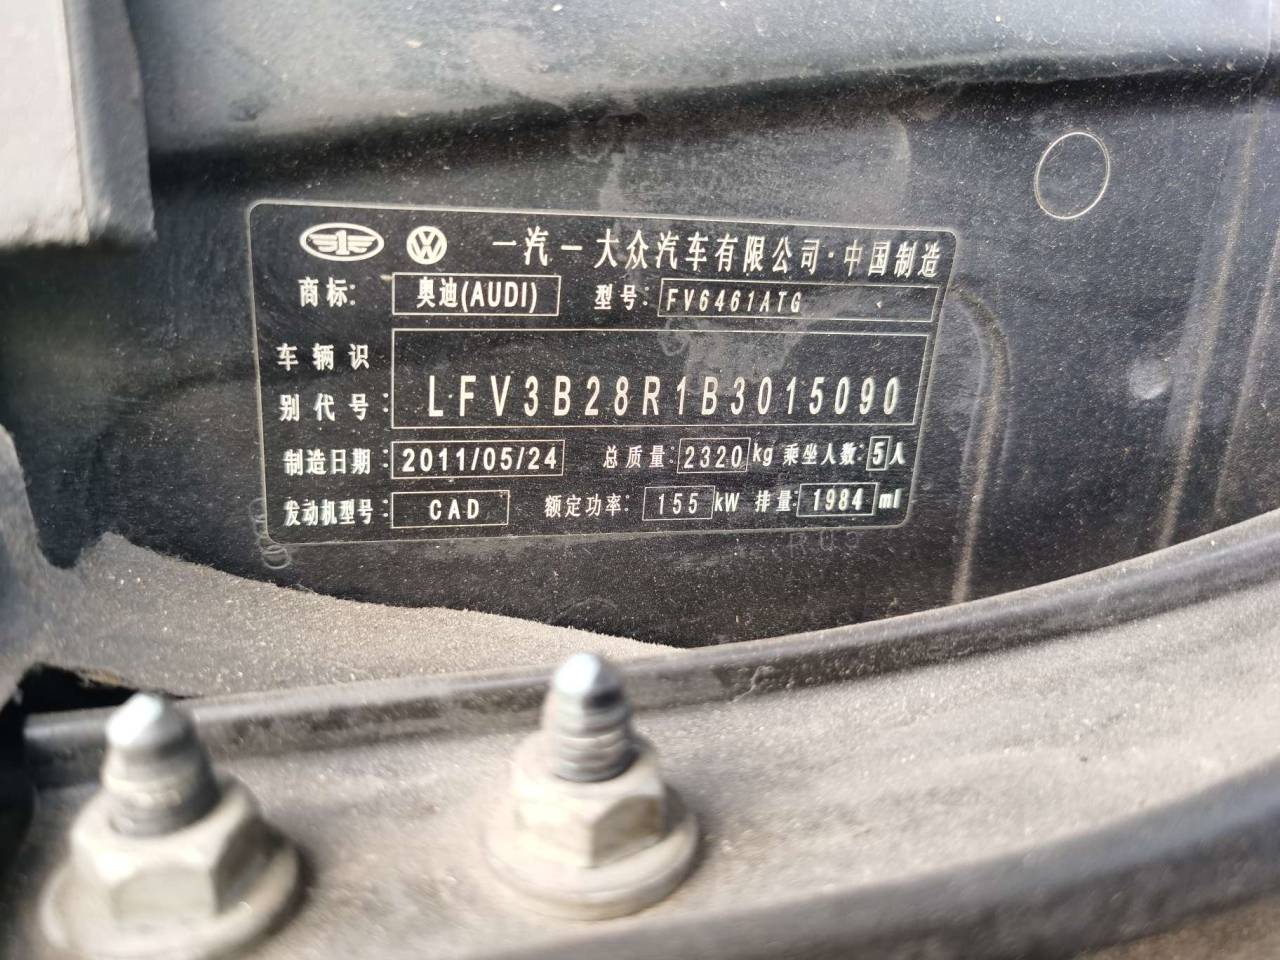 一汽－大众汽车有限公司·中国制造
商标: 奥迪(AUDI) 型号: FV6461ATG
车辆识
别代号: LFV3B28R1B3015090
制造日期: 2011/05/24 总质量: 2320 kg 乘坐人数: 5 人
发动机型号: CAD 额定功率: 155 kW 排量: 1984 ml